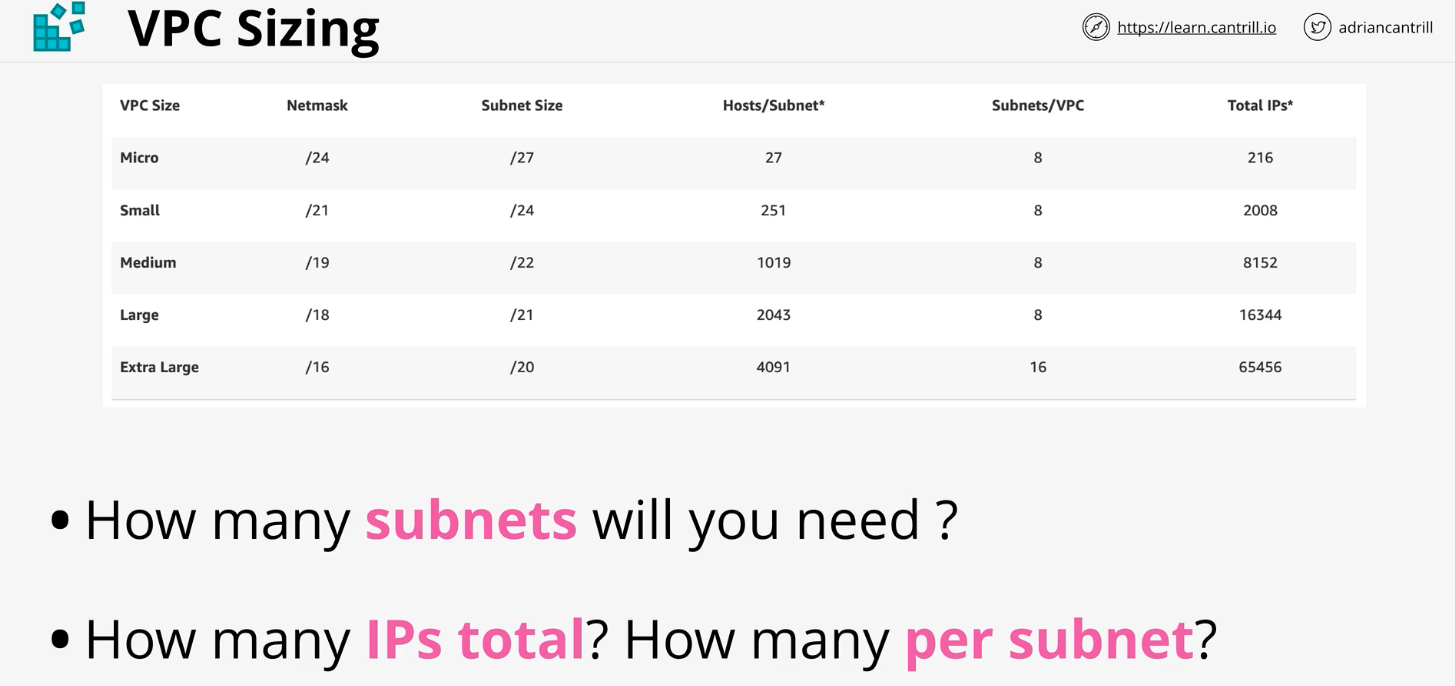 VPC Sizing
https://learn.cantrill.io
adriancantrill
VPC Size Netmask Subnet Size Hosts/Subnet* Subnets/VPC Total IPs*
Micro /24 /27 27 8 216
Small /21 /24 251 8 2008
Medium /19 /22 1019 8 8152
Large /18 /21 2043 8 16344
Extra Large /16 /20 4091 16 65456
• How many subnets will you need ?
• How many IPs total? How many per subnet?